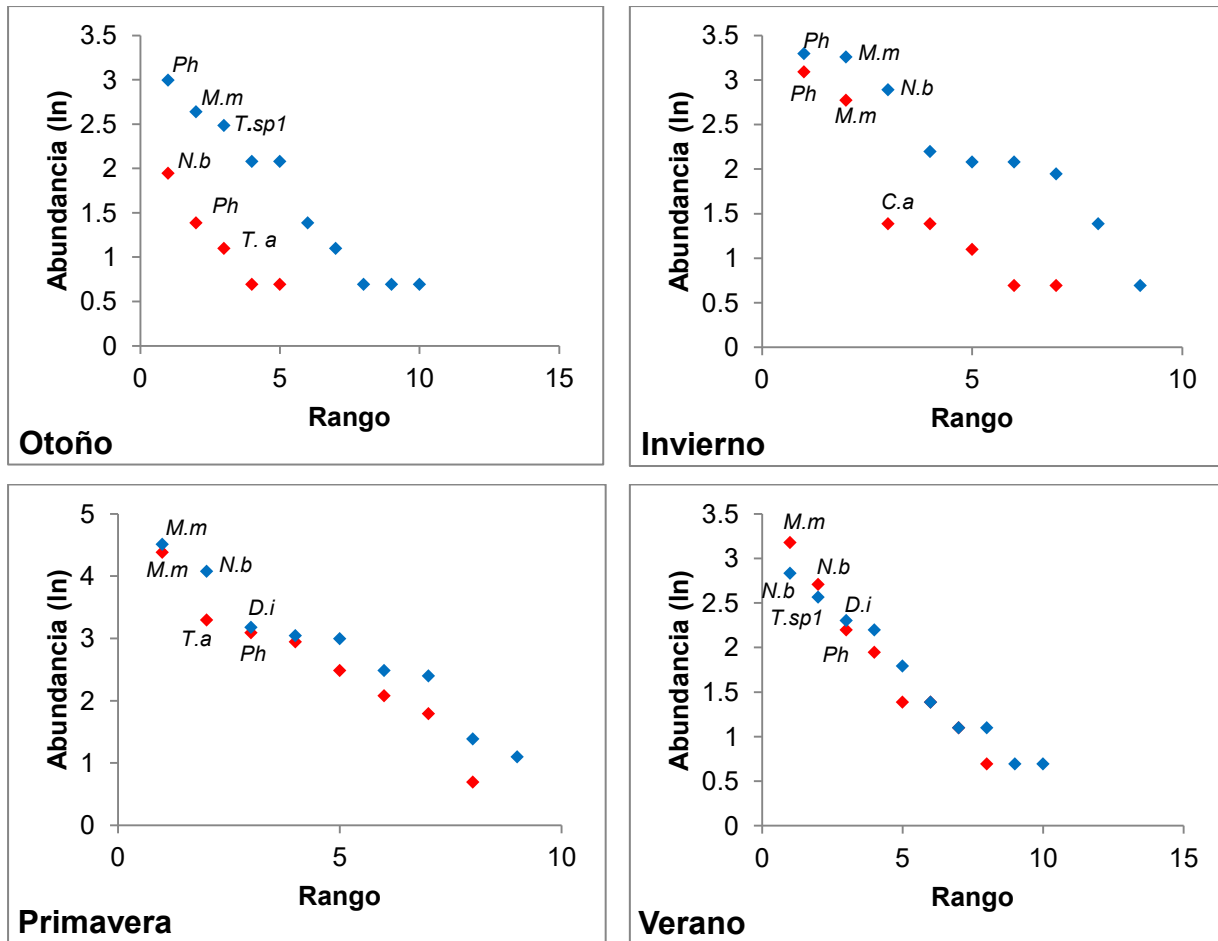 Abundancia (ln)
3.5
3
2.5
2
1.5
1
0.5
0
Ph
M.m
T.sp1
N.b
Ph
T. a
0
5
10
15
Rango
Otoño
Abundancia (ln)
3.5
3
2.5
2
1.5
1
0.5
0
Ph
M.m
Ph
N.b
M.m
C.a
0
5
10
Rango
Invierno
Abundancia (ln)
5
4
3
2
1
0
M.m
M.m
N.b
D.i
T.a
Ph
0
5
10
Rango
Primavera
Abundancia (ln)
3.5
3
2.5
2
1.5
1
0.5
0
M.m
N.b
N.b
T.sp1
D.i
Ph
0
5
10
15
Rango
Verano